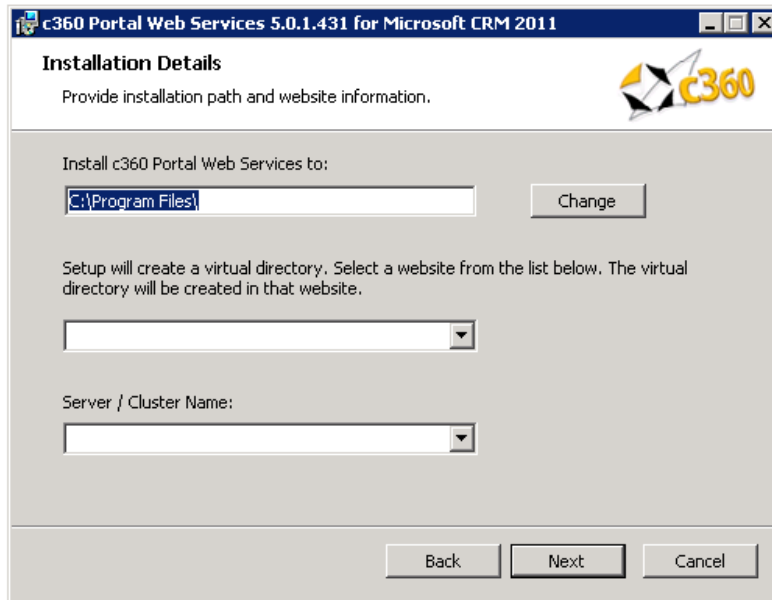 c360 Portal Web Services 5.0.1.431 for Microsoft CRM 2011
Installation Details
Provide installation path and website information.
c360
Install c360 Portal Web Services to:
C:\Program Files\
Change
Setup will create a virtual directory. Select a website from the list below. The virtual
directory will be created in that website.
Server / Cluster Name:
Back
Next
Cancel